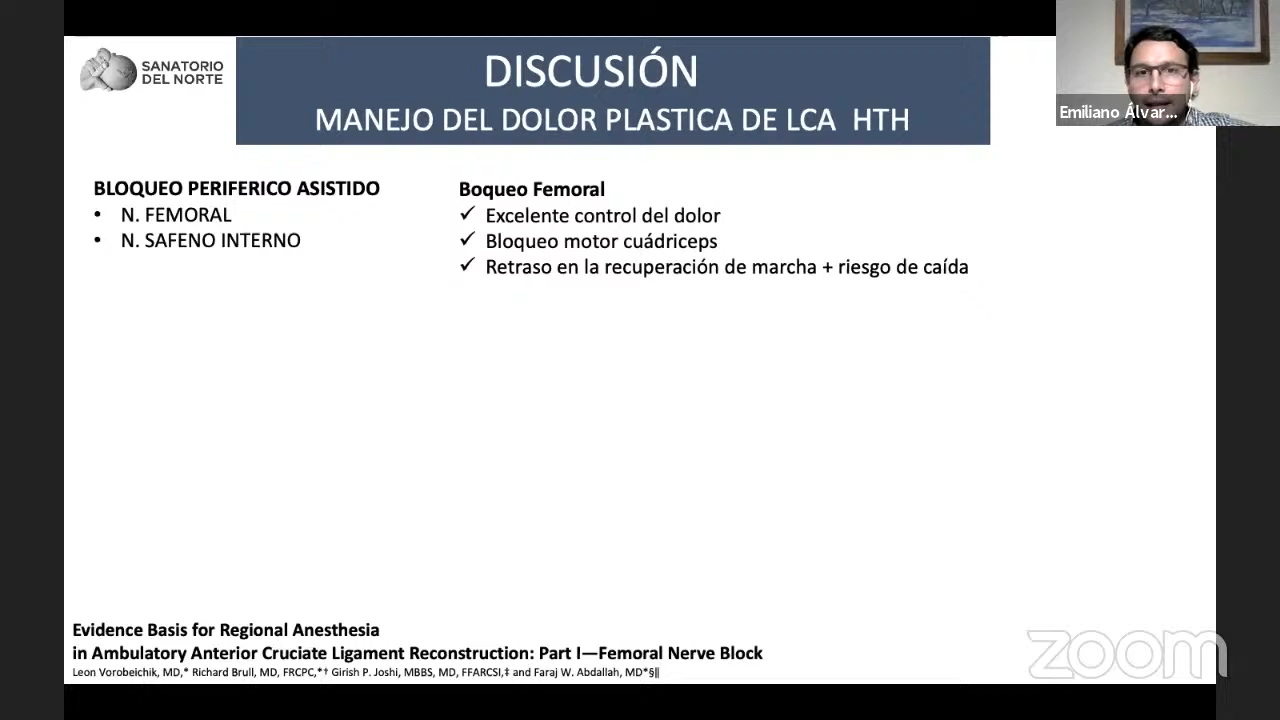 SANATORIO
DEL NORTE
DISCUSIÓN
MANEJO DEL DOLOR PLASTICA DE LCA HTH
Emiliano Álvar...
BLOQUEO PERIFERICO ASISTIDO
• N. FEMORAL
• N. SAFENO INTERNO
Boqueo Femoral
✓ Excelente control del dolor
✓ Bloqueo motor cuádriceps
✓ Retraso en la recuperación de marcha + riesgo de caída
Evidence Basis for Regional Anesthesia
in Ambulatory Anterior Cruciate Ligament Reconstruction: Part I—Femoral Nerve Block
Leon Vorobeichik, MD,* Richard Brull, MD, FRCPC,*† Girish P. Joshi, MBBS, MD, FFARCSI,‡ and Faraj W. Abdallah, MD*§||
zoom